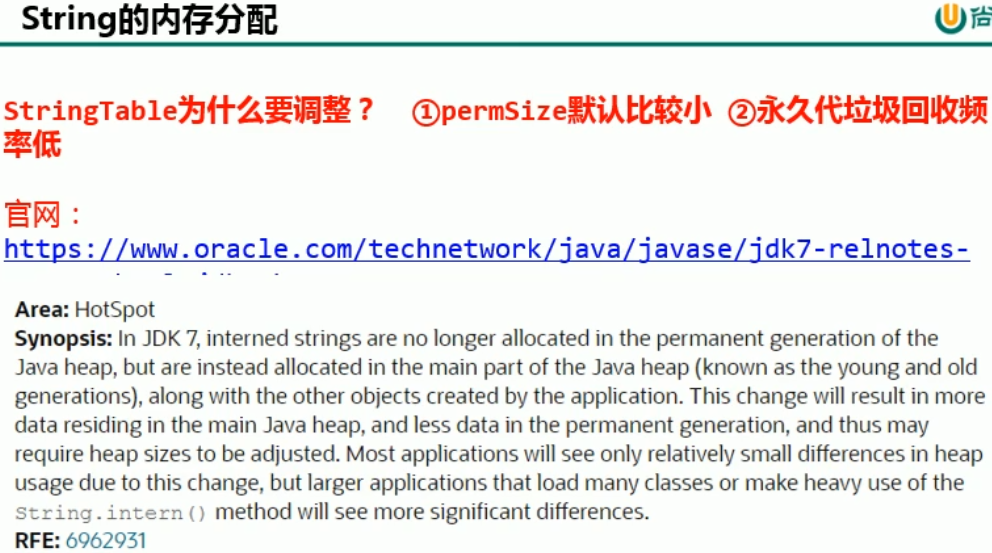 String的内存分配
尚
StringTable为什么要调整？ ①permSize默认比较小 ②永久代垃圾回收频
率低
官网：
https://www.oracle.com/technetwork/java/javase/jdk7-relnotes-
Area: HotSpot
Synopsis: In JDK 7, interned strings are no longer allocated in the permanent generation of the
Java heap, but are instead allocated in the main part of the Java heap (known as the young and old
generations), along with the other objects created by the application. This change will result in more
data residing in the main Java heap, and less data in the permanent generation, and thus may
require heap sizes to be adjusted. Most applications will see only relatively small differences in heap
usage due to this change, but larger applications that load many classes or make heavy use of the
String.intern() method will see more significant differences.
RFE: 6962931